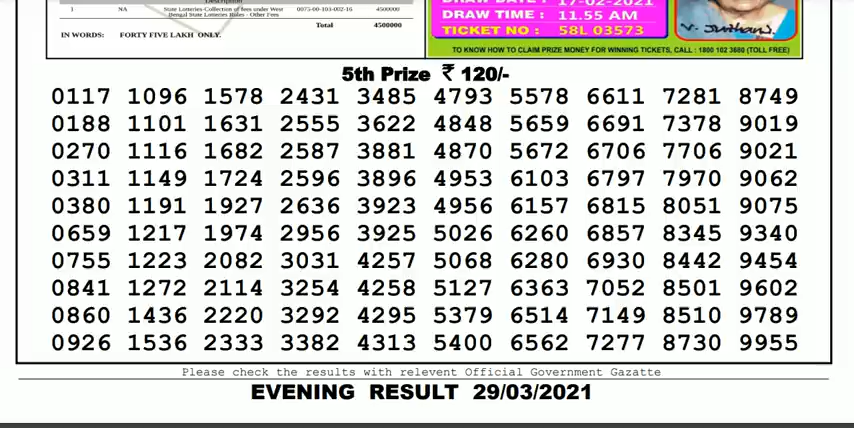 Description
1 NA State Lotteries-Collection of fees under West Bengal State Lotteries Rules - Other Fees 0075-00-103-002-16 4500000
Total 4500000
IN WORDS: FORTY FIVE LAKH ONLY.
DRAW DATE : 17-02-2021
DRAW TIME : 11.55 AM
TICKET NO : 58L 03573
TO KNOW HOW TO CLAIM PRIZE MONEY FOR WINNING TICKETS, CALL : 1800 102 3680 (TOLL FREE)
5th Prize ₹ 120/-
0117 1096 1578 2431 3485 4793 5578 6611 7281 8749
0188 1101 1631 2555 3622 4848 5659 6691 7378 9019
0270 1116 1682 2587 3881 4870 5672 6706 7706 9021
0311 1149 1724 2596 3896 4953 6103 6797 7970 9062
0380 1191 1927 2636 3923 4956 6157 6815 8051 9075
0659 1217 1974 2956 3925 5026 6260 6857 8345 9340
0755 1223 2082 3031 4257 5068 6280 6930 8442 9454
0841 1272 2114 3254 4258 5127 6363 7052 8501 9602
0860 1436 2220 3292 4295 5379 6514 7149 8510 9789
0926 1536 2333 3382 4313 5400 6562 7277 8730 9955
Please check the results with relevent Official Government Gazatte
EVENING RESULT 29/03/2021